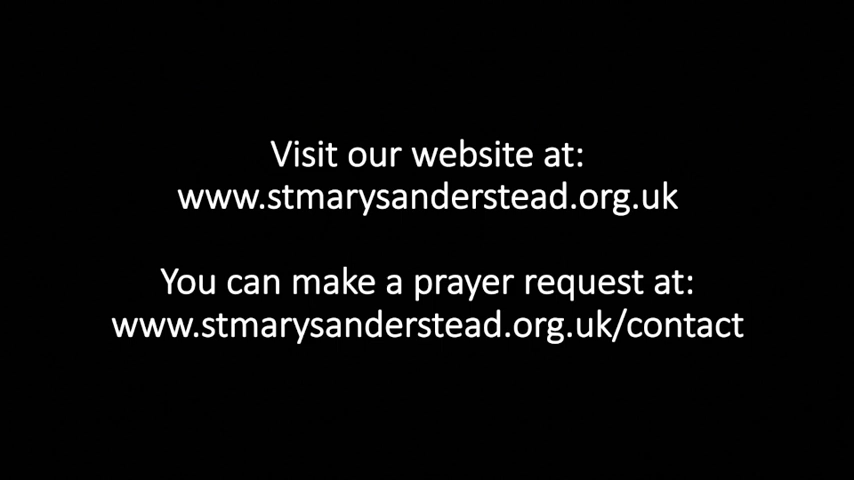 Visit our website at:
www.stmarysanderstead.org.uk
You can make a prayer request at:
www.stmarysanderstead.org.uk/contact